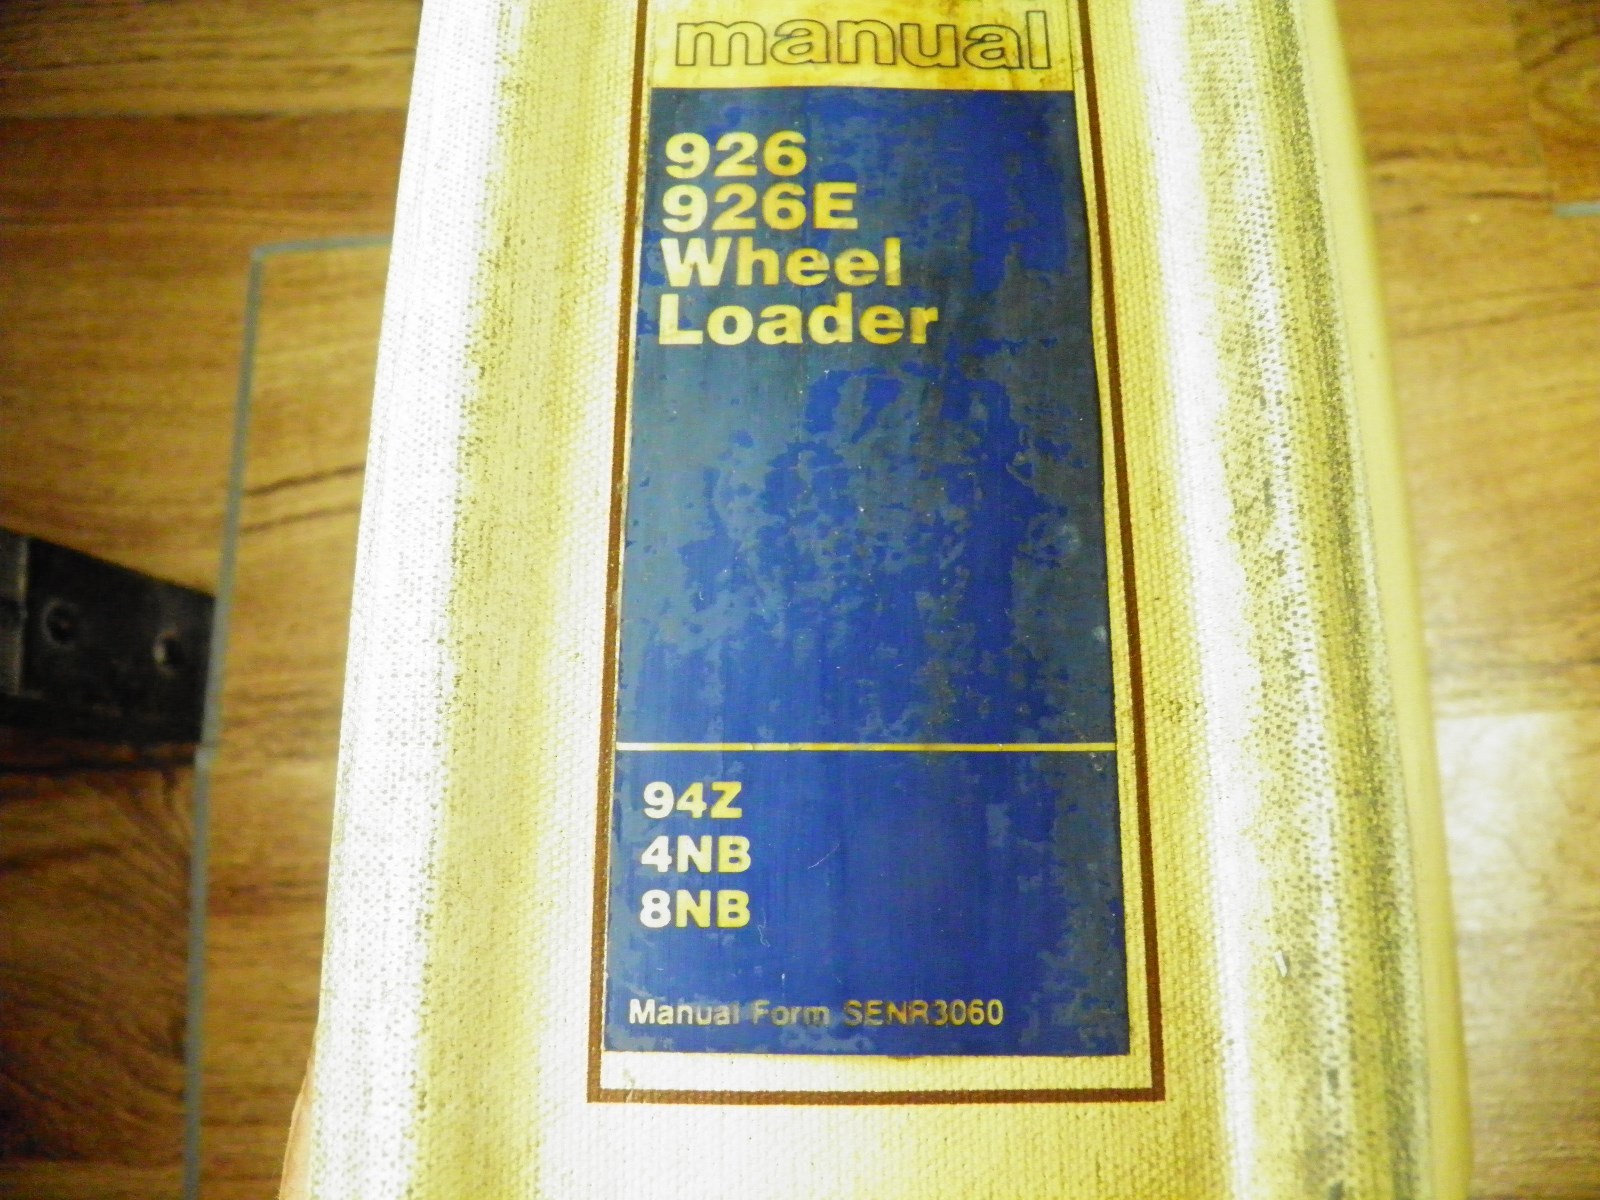 manual
926
926E
Wheel
Loader
94Z
4NB
8NB
Manual Form SENR3060